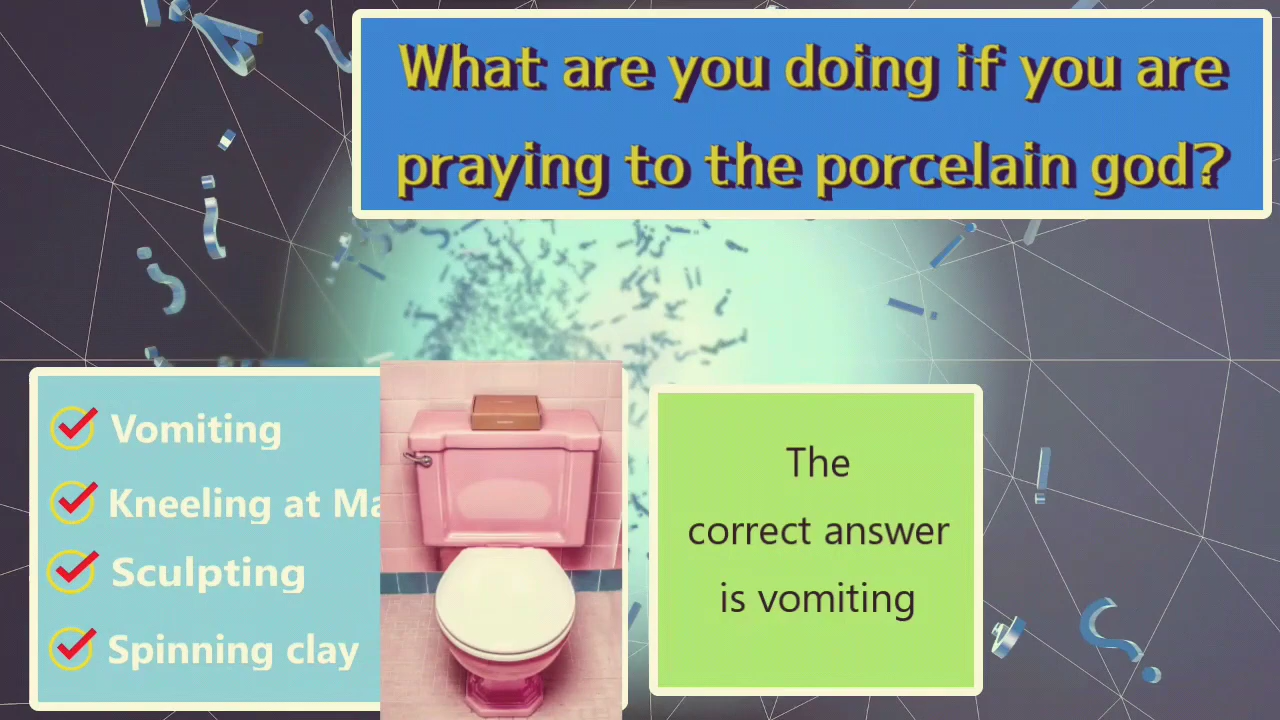 What are you doing if you are
praying to the porcelain god?
Vomiting
Kneeling at
Sculpting
Spinning clay
The
correct answer
is vomiting